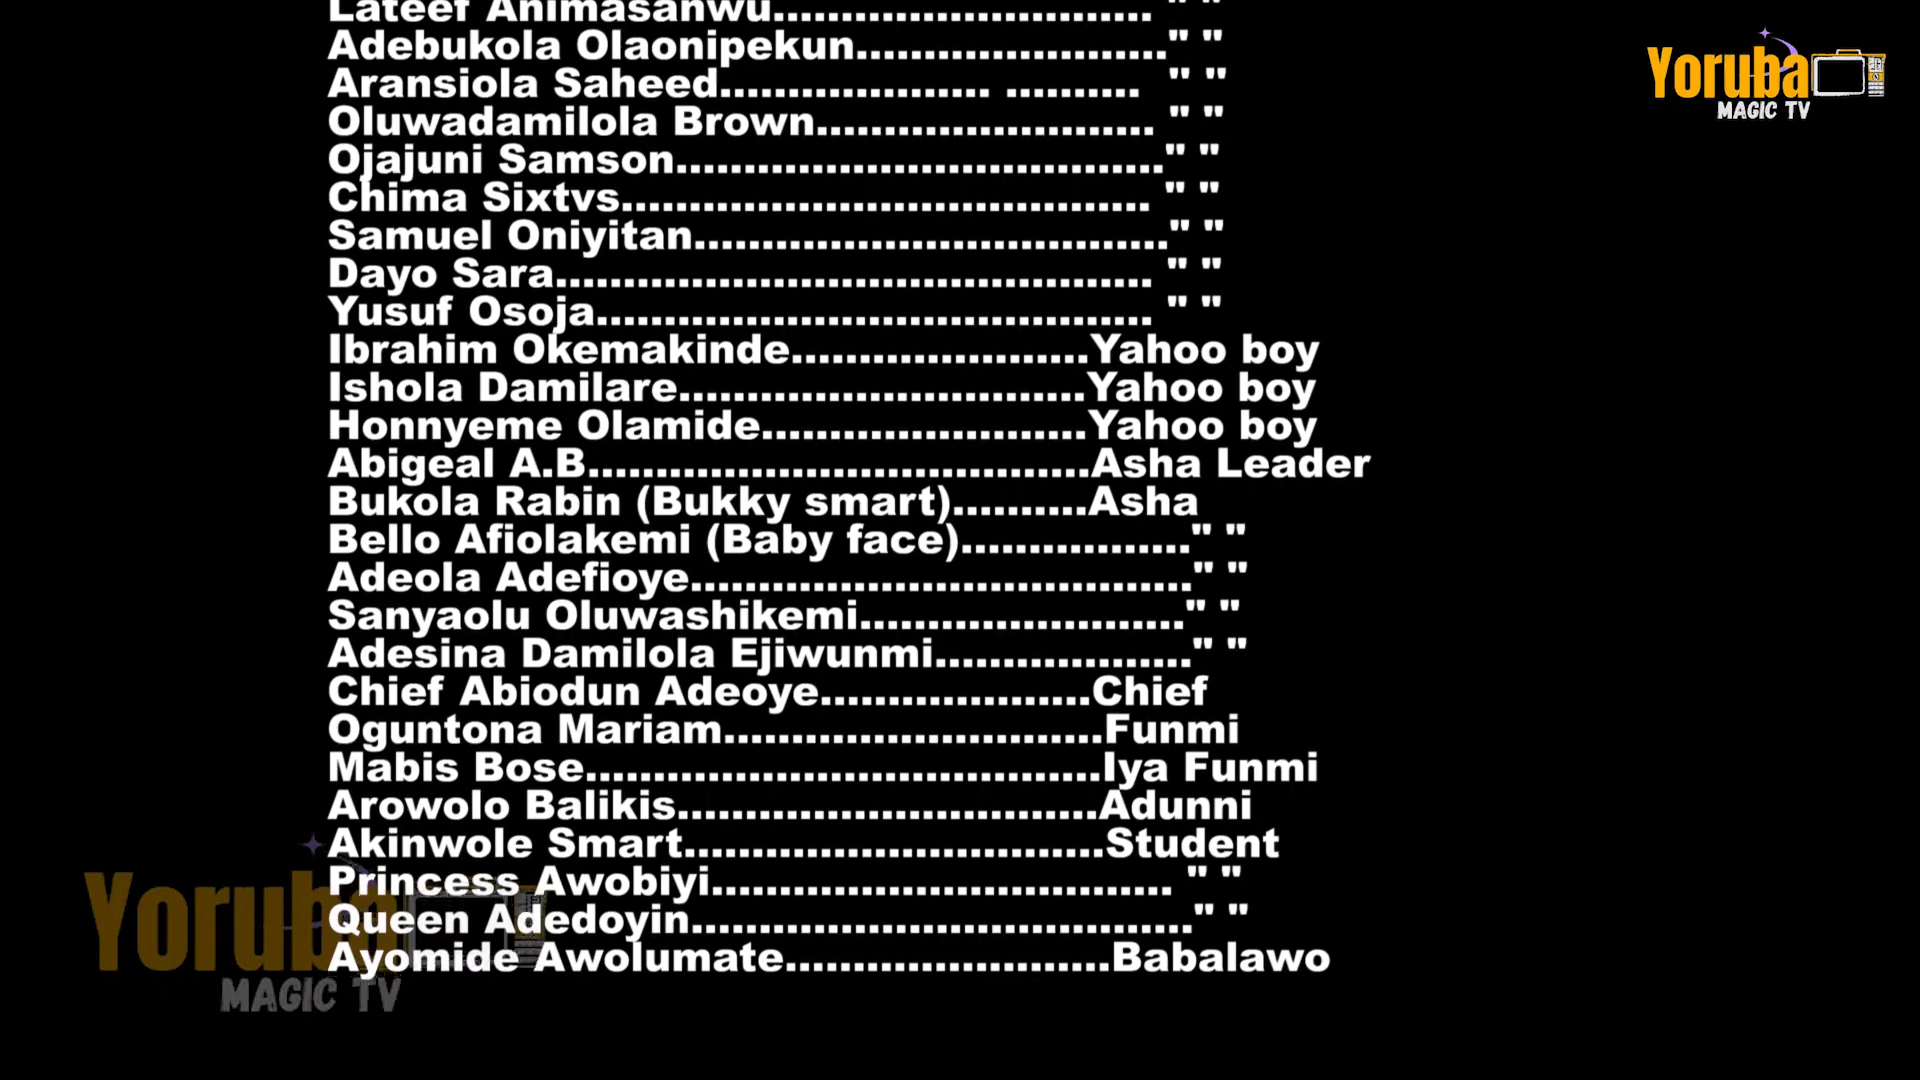 Lateef Animasanwu............................ " "
Adebukola Olaonipekun......................." "
Aransiola Saheed.................... .......... " "
Oluwadamilola Brown......................... " "
Ojajuni Samson...................................." "
Chima Sixtvs....................................... " "
Samuel Oniyitan..................................." "
Dayo Sara............................................ " "
Yusuf Osoja......................................... " "
Ibrahim Okemakinde......................Yahoo boy
Ishola Damilare..............................Yahoo boy
Honnyeme Olamide........................Yahoo boy
Abigeal A.B.....................................Asha Leader
Bukola Rabin (Bukky smart)..........Asha
Bello Afiolakemi (Baby face)................." "
Adeola Adefioye....................................." "
Sanyaolu Oluwashikemi........................" "
Adesina Damilola Ejiwunmi..................." "
Chief Abiodun Adeoye....................Chief
Oguntona Mariam............................Funmi
Mabis Bose......................................Iya Funmi
Arowolo Balikis...............................Adunni
Akinwole Smart...............................Student
Princess Awobiyi.................................. " "
Queen Adedoyin....................................." "
Ayomide Awolumate........................Babalawo
Yoruba
MAGIC TV
Yoruba
MAGIC TV